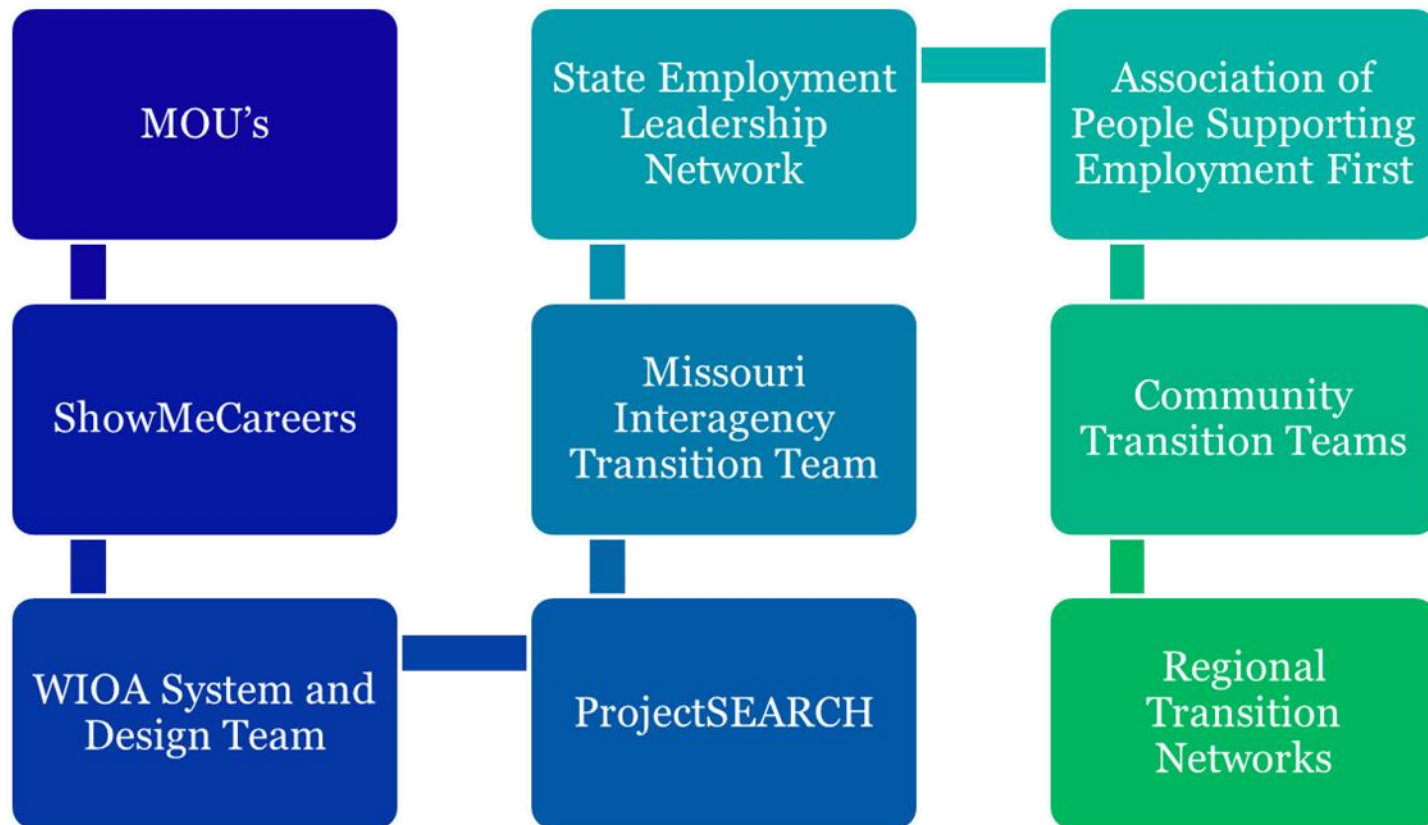 MOU’s
ShowMeCareers
WIOA System and
Design Team
ProjectSEARCH
Missouri
Interagency
Transition Team
State Employment
Leadership
Network
Association of
People Supporting
Employment First
Community
Transition Teams
Regional
Transition
Networks